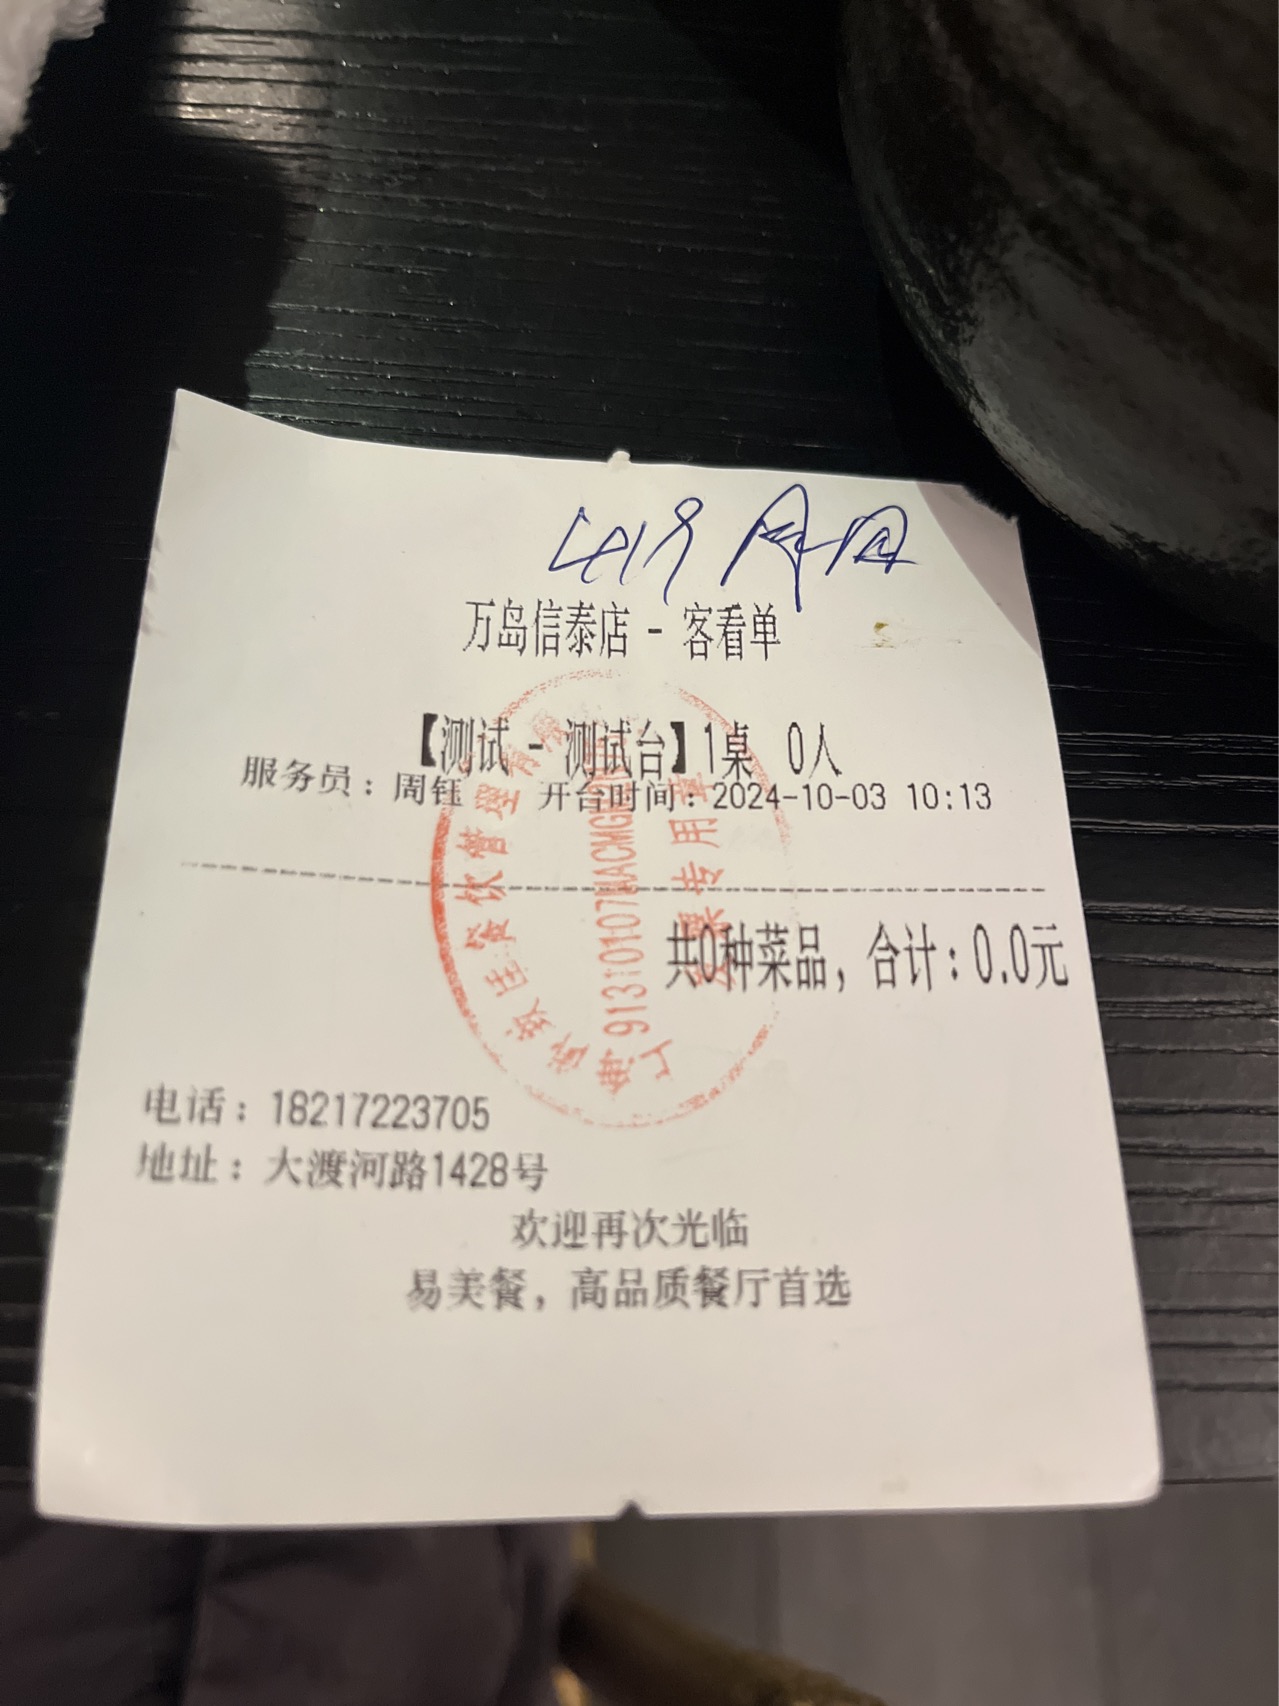 万岛信泰店 - 客看单
【测试 - 测试台】1桌 0人
服务员：周钰 开台时间：2024-10-03 10:13
共0种菜品，合计：0.0元
电话：18217223705
地址：大渡河路1428号
欢迎再次光临
易美餐，高品质餐厅首选